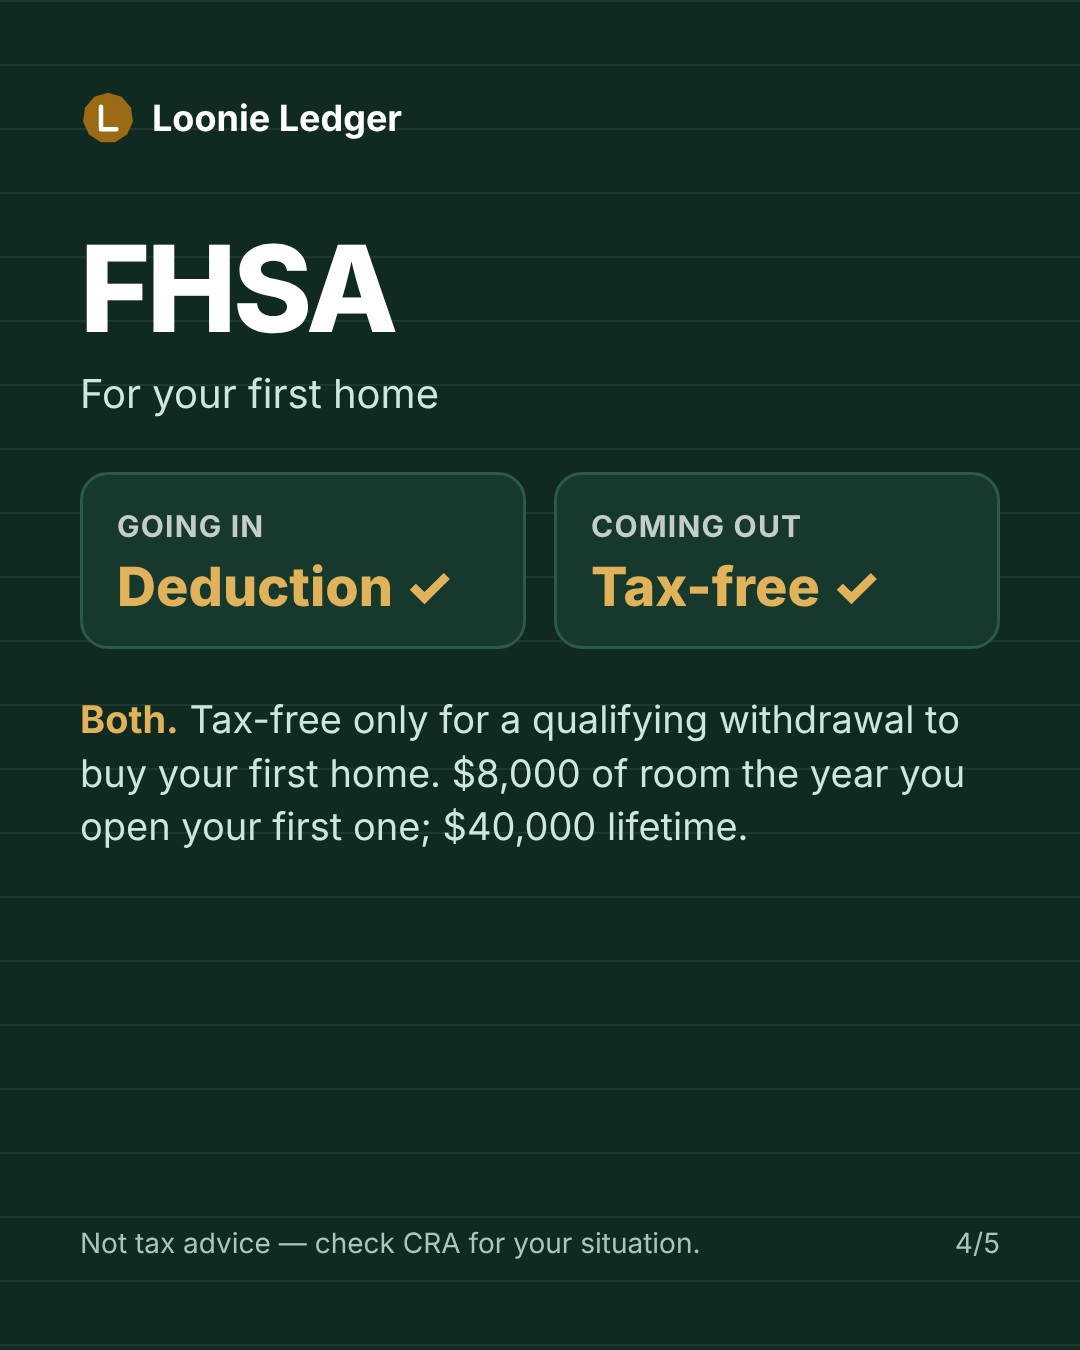 L Loonie Ledger
FHSA
For your first home
GOING IN
Deduction ✓
COMING OUT
Tax-free ✓
Both. Tax-free only for a qualifying withdrawal to
buy your first home. $8,000 of room the year you
open your first one; $40,000 lifetime.
Not tax advice — check CRA for your situation.
4/5